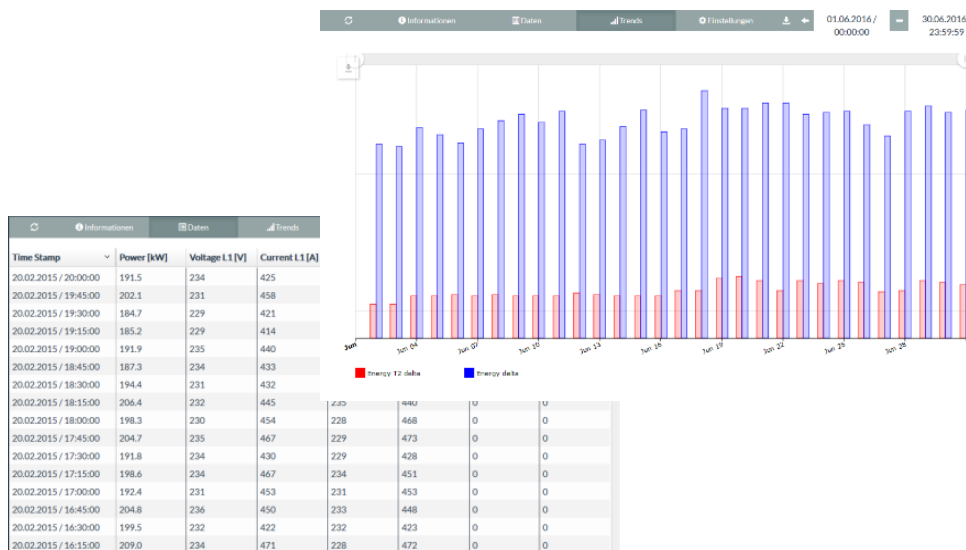 Informationen Daten Trends Einstellungen 01.06.2016 / 00:00:00 30.06.2016 23:59:59
Jun Jun 04 Jun 07 Jun 10 Jun 13 Jun 16 Jun 19 Jun 22 Jun 25 Jun 28
Energy T2 delta Energy delta
Informationen Daten Trends
Time Stamp Power [kW] Voltage L1 [V] Current L1 [A]
20.02.2015 / 20:00:00 191.5 234 425
20.02.2015 / 19:45:00 202.1 231 458
20.02.2015 / 19:30:00 184.7 229 421
20.02.2015 / 19:15:00 185.2 229 414
20.02.2015 / 19:00:00 191.9 235 440
20.02.2015 / 18:45:00 187.3 234 433
20.02.2015 / 18:30:00 194.4 231 432
20.02.2015 / 18:15:00 206.4 232 445 235 440 0 0
20.02.2015 / 18:00:00 198.3 230 454 228 468 0 0
20.02.2015 / 17:45:00 204.7 235 467 229 473 0 0
20.02.2015 / 17:30:00 191.8 234 430 229 428 0 0
20.02.2015 / 17:15:00 198.6 234 467 234 451 0 0
20.02.2015 / 17:00:00 192.4 231 453 231 453 0 0
20.02.2015 / 16:45:00 204.8 236 450 233 448 0 0
20.02.2015 / 16:30:00 199.5 232 422 232 423 0 0
20.02.2015 / 16:15:00 209.0 234 471 228 472 0 0